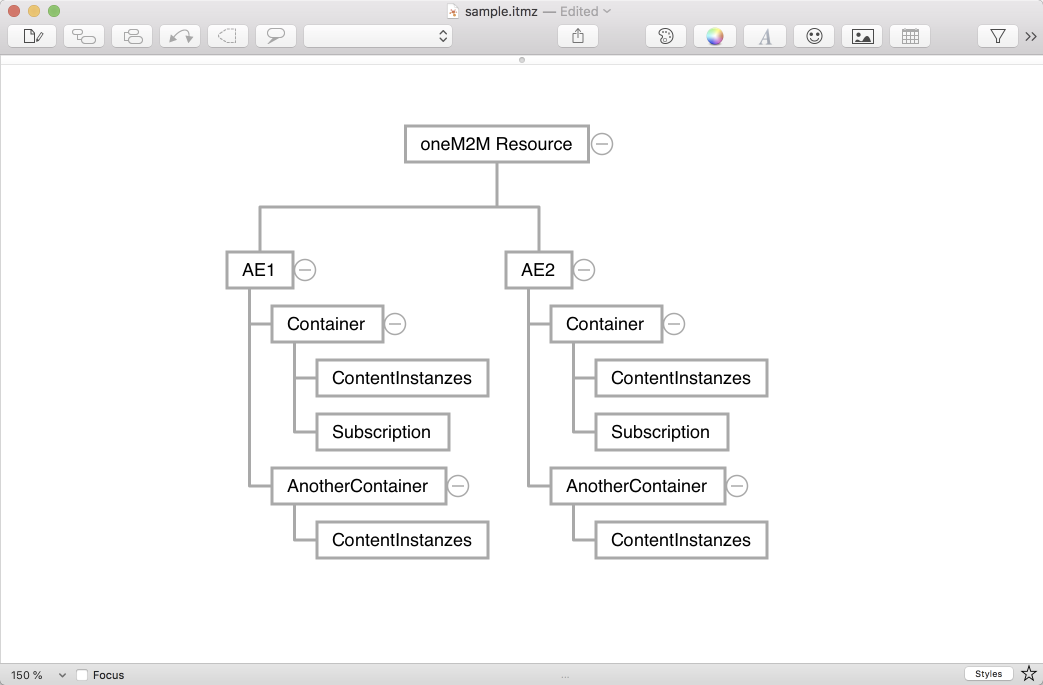 sample.itmz — Edited
A
oneM2M Resource
AE1
AE2
Container
Container
ContentInstanzes
ContentInstanzes
Subscription
Subscription
AnotherContainer
AnotherContainer
ContentInstanzes
ContentInstanzes
150 %
Focus
...
Styles